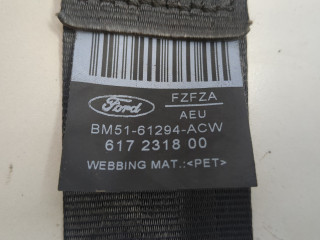 Ford
FZFZA
AEU
BM51-61294-ACW
617 2318 00
WEBBING MAT.:<PET>